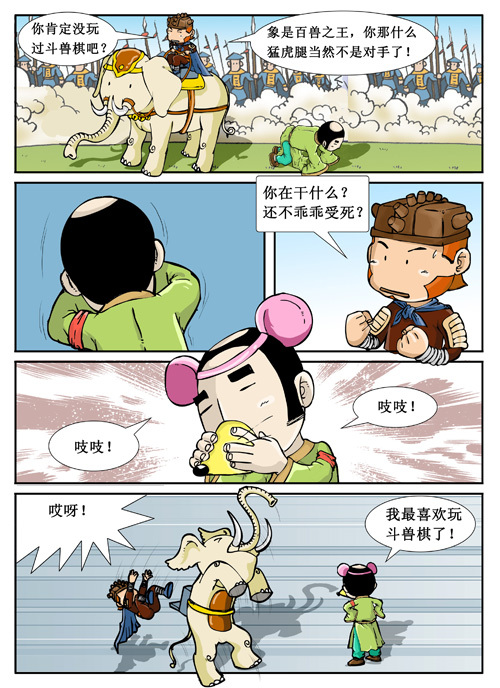 你肯定没玩
过斗兽棋吧？
象是百兽之王，你那什么
猛虎腿当然不是对手了！
你在干什么？
还不乖乖受死？
吱吱！
吱吱！
哎呀！
我最喜欢玩
斗兽棋了！